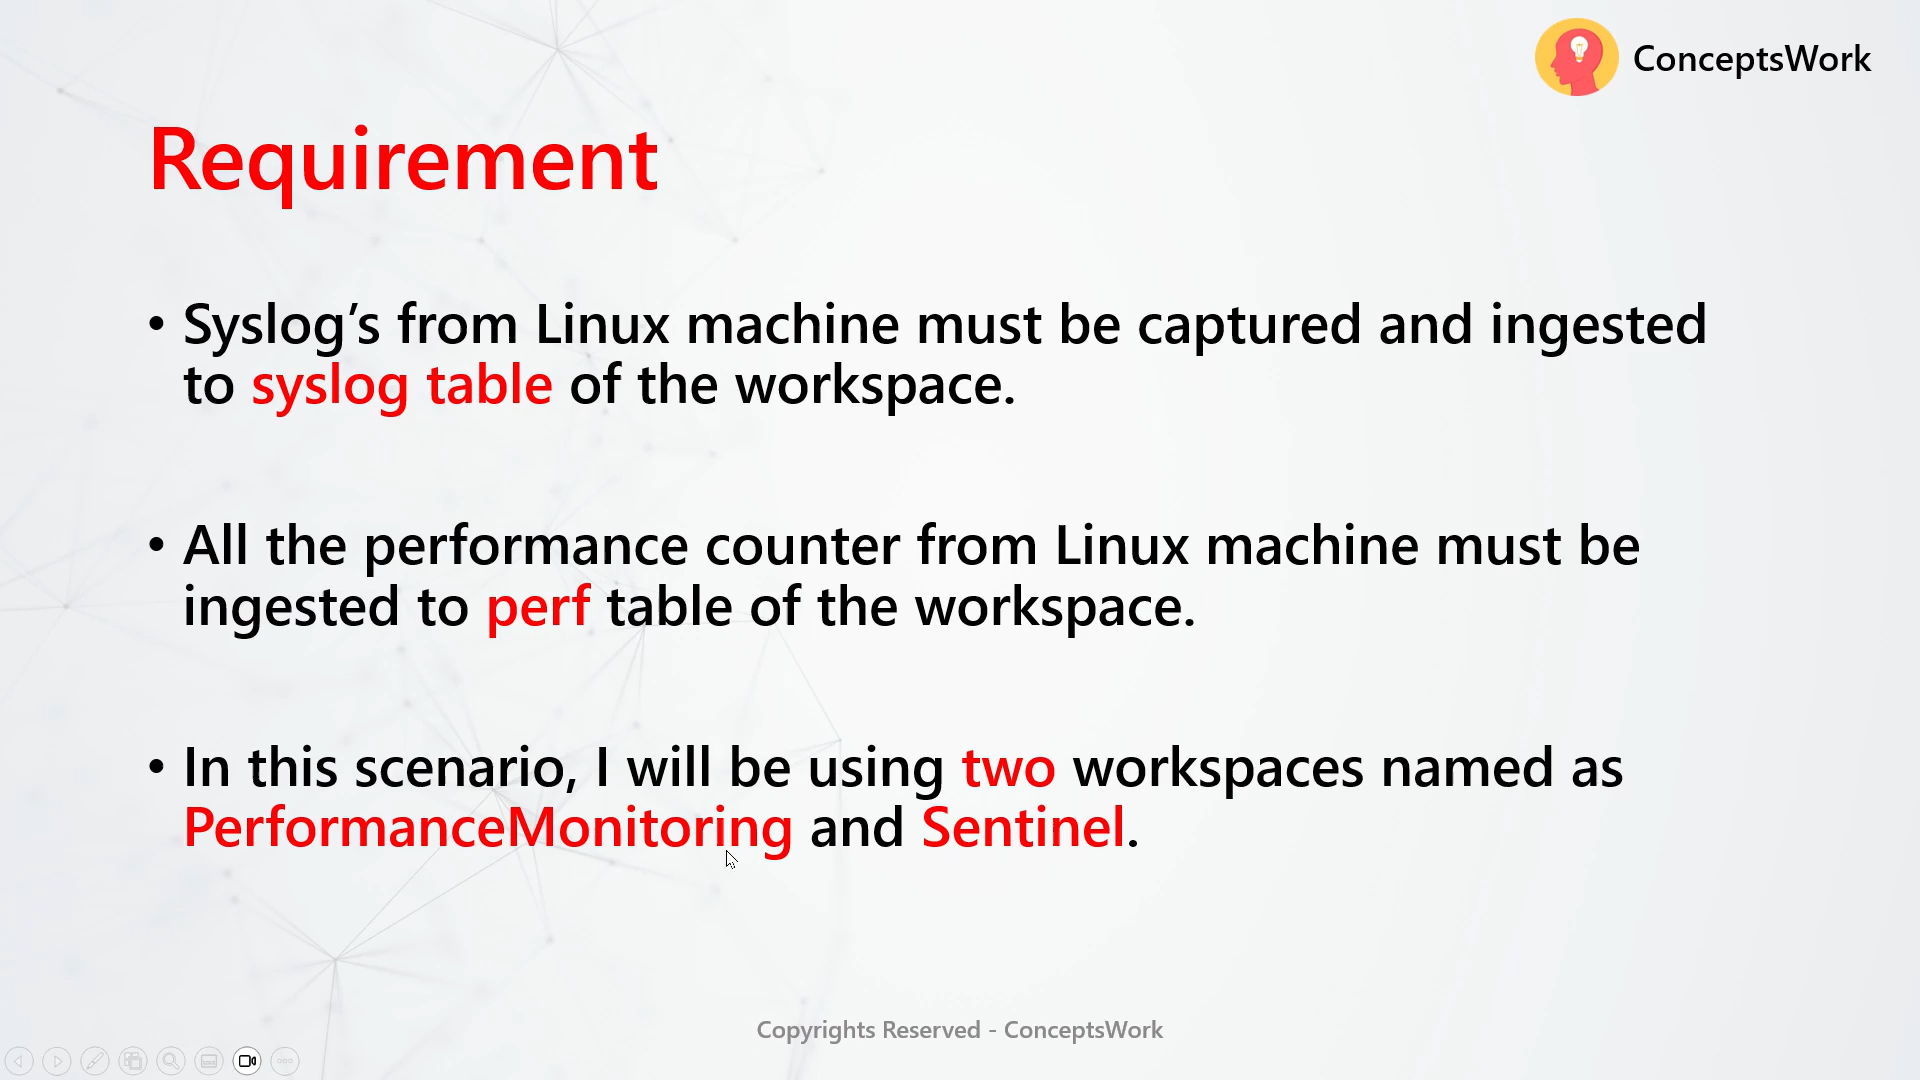 ConceptsWork
Requirement
• Syslog’s from Linux machine must be captured and ingested
to syslog table of the workspace.
• All the performance counter from Linux machine must be
ingested to perf table of the workspace.
• In this scenario, I will be using two workspaces named as
PerformanceMonitoring and Sentinel.
Copyrights Reserved - ConceptsWork